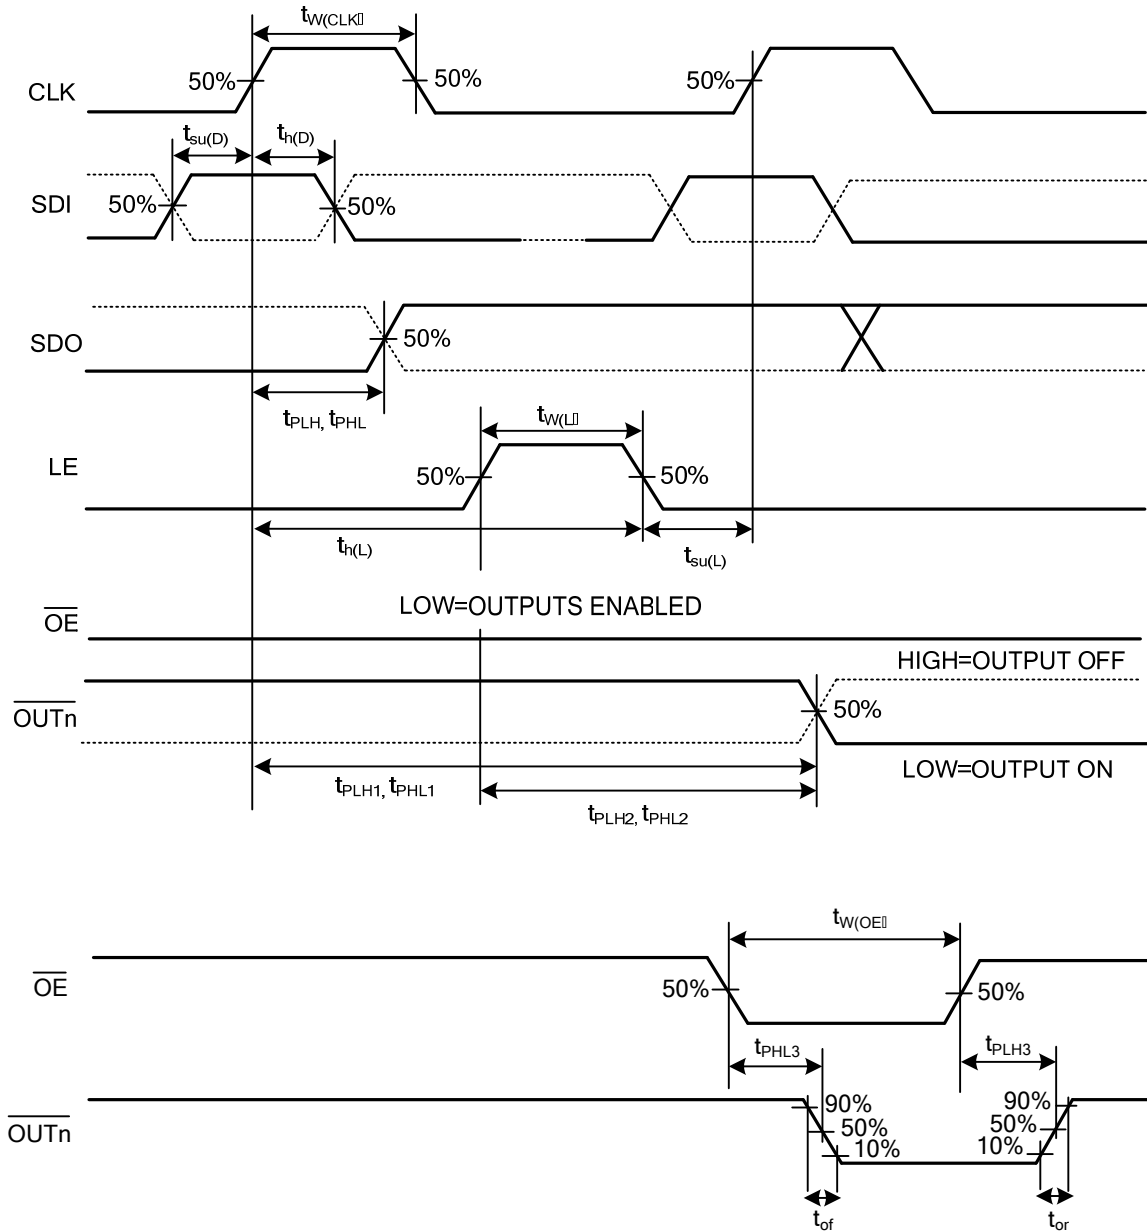 tW(CLK▯
50%
50%
50%
CLK
tsu(D)
th(D)
SDI
50%
50%
SDO
50%
tPLH, tPHL
tW(L▯
LE
50%
50%
th(L)
tsu(L)
LOW=OUTPUTS ENABLED
OE
HIGH=OUTPUT OFF
OUTn
50%
LOW=OUTPUT ON
tPLH1, tPHL1
tPLH2, tPHL2
tW(OE▯
OE
50%
50%
tPHL3
tPLH3
OUTn
90%
50%
10%
90%
50%
10%
tof
tor